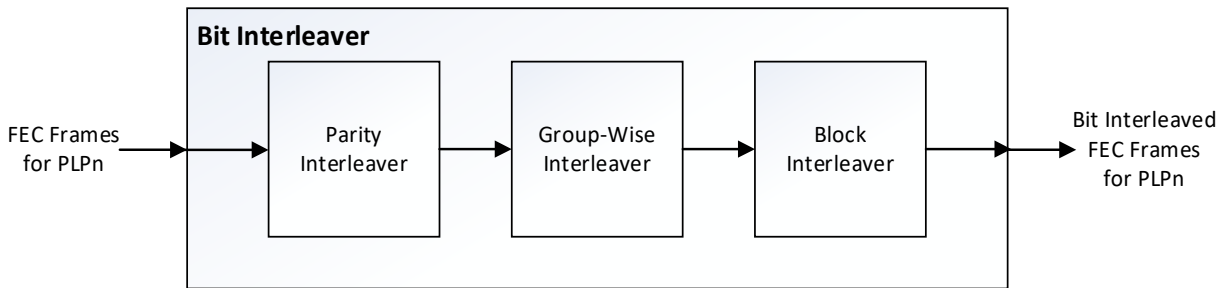 Bit Interleaver
FEC Frames
for PLPn
Parity
Interleaver
Group-Wise
Interleaver
Block
Interleaver
Bit Interleaved
FEC Frames
for PLPn